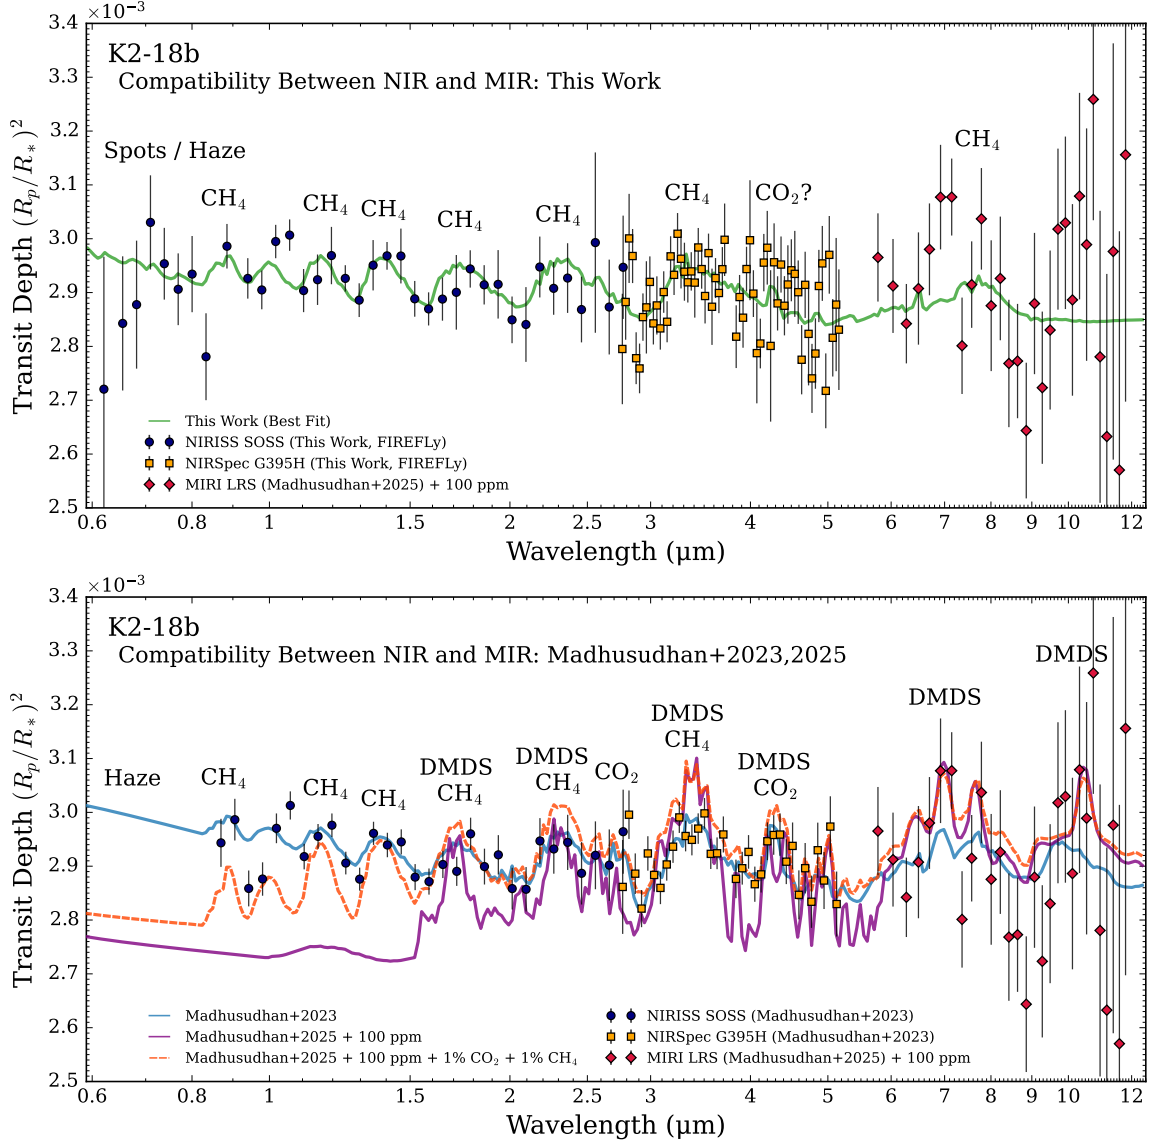 ×10⁻³
K2-18b
Compatibility Between NIR and MIR: This Work
Spots / Haze
CH₄
CH₄
CH₄
CH₄
CH₄
CH₄
CO₂?
CH₄
Transit Depth (Rₚ/R∗)²
3.4
3.3
3.2
3.1
3.0
2.9
2.8
2.7
2.6
2.5
This Work (Best Fit)
NIRISS SOSS (This Work, FIREFLy)
NIRSpec G395H (This Work, FIREFLy)
MIRI LRS (Madhusudhan+2025) + 100 ppm
0.6 0.8 1 1.5 2 2.5 3 4 5 6 7 8 9 10 12
Wavelength (μm)
×10⁻³
K2-18b
Compatibility Between NIR and MIR: Madhusudhan+2023,2025
Haze
CH₄
CH₄
CH₄
DMDS
CH₄
DMDS
CH₄
CO₂
DMDS
CH₄
DMDS
CO₂
DMDS
DMDS
Transit Depth (Rₚ/R∗)²
3.4
3.3
3.2
3.1
3.0
2.9
2.8
2.7
2.6
2.5
Madhusudhan+2023
Madhusudhan+2025 + 100 ppm
Madhusudhan+2025 + 100 ppm + 1% CO₂ + 1% CH₄
NIRISS SOSS (Madhusudhan+2023)
NIRSpec G395H (Madhusudhan+2023)
MIRI LRS (Madhusudhan+2025) + 100 ppm
0.6 0.8 1 1.5 2 2.5 3 4 5 6 7 8 9 10 12
Wavelength (μm)